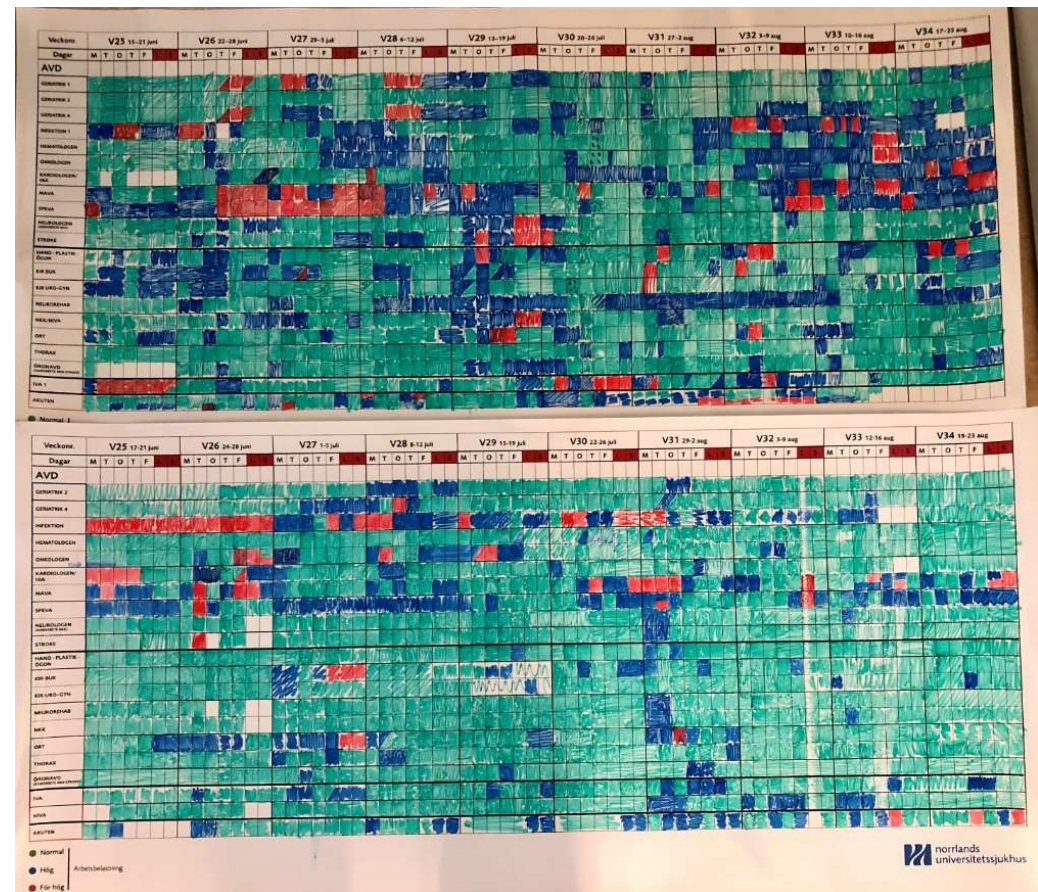 Veckonr. V25 15-21 juni V26 22-28 juni V27 29-5 juli V28 6-12 juli V29 13-19 juli V30 20-26 juli V31 27-2 aug V32 3-9 aug V33 10-16 aug V34 17-23 aug
Dagar M T O T F L S M T O T F L S M T O T F L S M T O T F L S M T O T F L S M T O T F L S M T O T F L S M T O T F L S M T O T F L S M T O T F L S
AVD
GERIATRIK 1
GERIATRIK 2
GERIATRIK 4
INFEKTION 1
HEMATOLOGEN
ONKOLOGEN
KARDIOLOGEN/
HIA
MAVA
SPEVA
NEUROLOGEN
STROKE
HAND - PLASTIK
ÖGON
KIR BUK
KIR URO-GYN
NEUROREHAB
ORT
THORAX
ÖRONAVD
IVA 1
AKUTEN
Normal
Veckonr. V25 17-21 juni V26 24-28 juni V27 1-5 juli V28 8-12 juli V29 15-19 juli V30 22-26 juli V31 29-2 aug V32 5-9 aug V33 12-16 aug V34 19-23 aug
Dagar M T O T F L S M T O T F L S M T O T F L S M T O T F L S M T O T F L S M T O T F L S M T O T F L S M T O T F L S M T O T F L S M T O T F L S
AVD
GERIATRIK 2
GERIATRIK 4
INFEKTION
HEMATOLOGEN
ONKOLOGEN
KARDIOLOGEN/
HIA
MAVA
SPEVA
NEUROLOGEN
STROKE
HAND - PLASTIK -
ÖGON
KIR BUK
KIR URO-GYN
NEUROREHAB
ORT
THORAX
ÖRONAVD
IVA
AKUTEN
Normal
Hög Arbetsbelastning
För hög
norrlands
universitetssjukhus